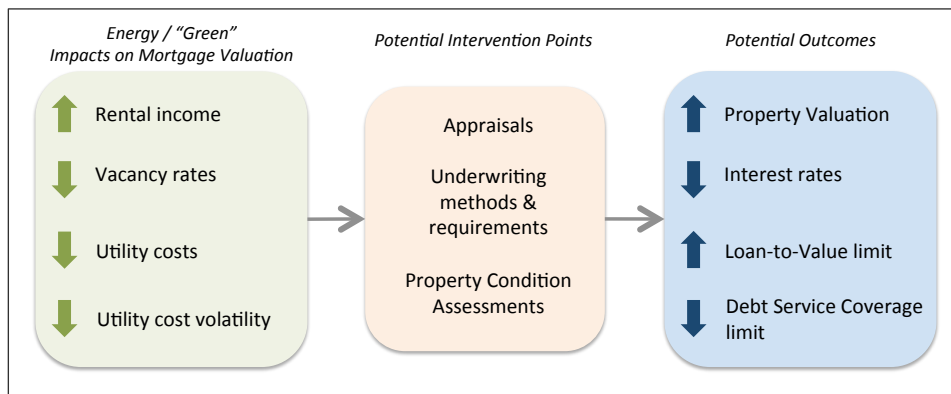 Energy / “Green”
Impacts on Mortgage Valuation
Rental income
Vacancy rates
Utility costs
Utility cost volatility
Potential Intervention Points
Appraisals
Underwriting
methods &
requirements
Property Condition
Assessments
Potential Outcomes
Property Valuation
Interest rates
Loan-to-Value limit
Debt Service Coverage
limit